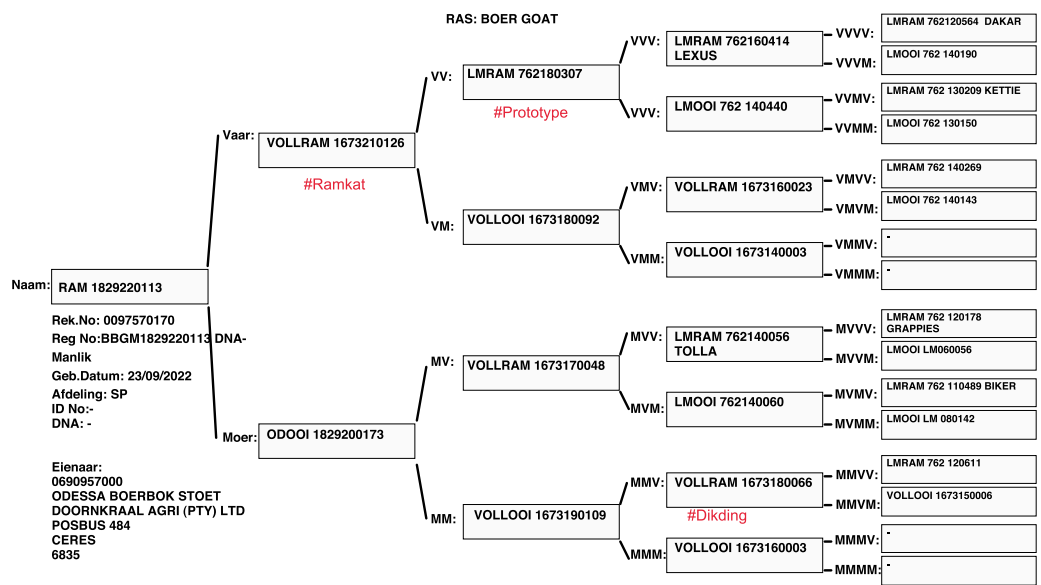 RAS: BOER GOAT
Naam:
RAM 1829220113
Rek.No: 0097570170
Reg No:BBGM1829220113 DNA-
Manlik
Geb.Datum: 23/09/2022
Afdeling: SP
ID No:-
DNA: -
Eienaar:
0690957000
ODESSA BOERBOK STOET
DOORNKRAAL AGRI (PTY) LTD
POSBUS 484
CERES
6835
Vaar:
VOLLRAM 1673210126
#Ramkat
Moer:
ODOOI 1829200173
VV:
LMRAM 762180307
#Prototype
VM:
VOLLOOI 1673180092
MV:
VOLLRAM 1673170048
MM:
VOLLOOI 1673190109
VVV:
LMRAM 762160414
LEXUS
VVV:
LMOOI 762 140440
VMV:
VOLLRAM 1673160023
VMM:
VOLLOOI 1673140003
MVV:
LMRAM 762140056
TOLLA
MVM:
LMOOI 762140060
MMV:
VOLLRAM 1673180066
#Dikding
MMM:
VOLLOOI 1673160003
VVVV:
LMRAM 762120564 DAKAR
VVVM:
LMOOI 762 140190
VVMV:
LMRAM 762 130209 KETTIE
VVMM:
LMOOI 762 130150
VMVV:
LMRAM 762 140269
VMVM:
LMOOI 762 140143
VMMV:
-
VMMM:
-
MVVV:
LMRAM 762 120178
GRAPPIES
MVVM:
LMOOI LM060056
MVMV:
LMRAM 762 110489 BIKER
MVMM:
LMOOI LM 080142
MMVV:
LMRAM 762 120611
MMVM:
VOLLOOI 1673150006
MMMV:
-
MMMM:
-